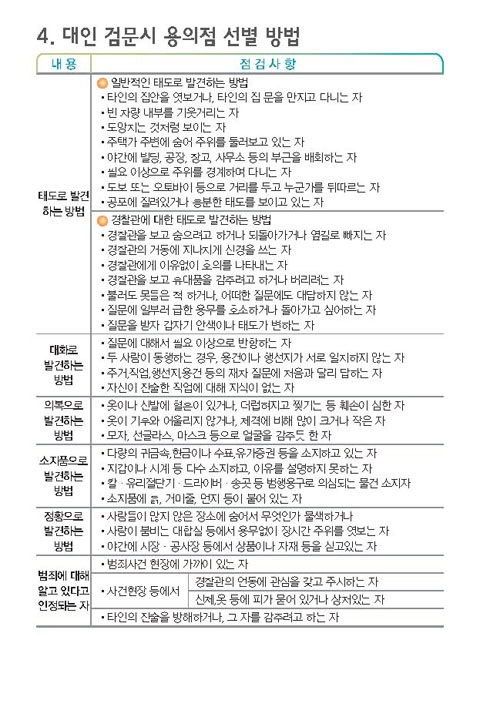 4. 대인 검문시 용의점 선별 방법
내 용
점 검 사 항
태도로 발견
하는 방법
일반적인 태도로 발견하는 방법
• 타인의 집안을 엿보거나, 타인의 집 문을 만지고 다니는 자
• 빈 차량 내부를 기웃거리는 자
• 도망치는 것처럼 보이는 자
• 주택가 주변에 숨어 주위를 둘러보고 있는 자
• 야간에 빌딩, 공장, 창고, 사무소 등의 부근을 배회하는 자
• 필요 이상으로 주위를 경계하며 다니는 자
• 도보 또는 오토바이 등으로 거리를 두고 누군가를 뒤따르는 자
• 공포에 질려있거나 흥분한 태도를 보이고 있는 자
경찰관에 대한 태도로 발견하는 방법
• 경찰관을 보고 숨으려고 하거나 되돌아가거나 옆길로 빠지는 자
• 경찰관의 거동에 지나치게 신경을 쓰는 자
• 경찰관에게 이유없이 호의를 나타내는 자
• 경찰관을 보고 휴대품을 감추려고 하거나 버리려는 자
• 불러도 못들은 척 하거나, 어떠한 질문에도 대답하지 않는 자
• 질문에 일부러 급한 용무를 호소하거나 돌아가고 싶어하는 자
• 질문을 받자 갑자기 안색이나 태도가 변하는 자
대화로
발견하는
방법
• 질문에 대해서 필요 이상으로 반항하는 자
• 두 사람이 동행하는 경우, 용건이나 행선지가 서로 일치하지 않는 자
• 주거,직업,행선지,용건 등의 재차 질문에 처음과 달리 답하는 자
• 자신이 진술한 직업에 대해 지식이 없는 자
의복으로
발견하는
방법
• 옷이나 신발에 혈흔이 있거나, 더럽혀지고 찢기는 등 훼손이 심한 자
• 옷이 기후와 어울리지 않거나, 체격에 비해 많이 크거나 작은 자
• 모자, 선글라스, 마스크 등으로 얼굴을 감추듯 한 자
소지품으로
발견하는
방법
• 다량의 귀금속,현금이나 수표,유가증권 등을 소지하고 있는 자
• 지갑이나 시계 등 다수 소지하고, 이유를 설명하지 못하는 자
• 칼 · 유리절단기 · 드라이버 · 송곳 등 범행용구로 의심되는 물건 소지자
• 소지품에 흙, 거미줄, 먼지 등이 묻어 있는 자
정황으로
발견하는
방법
• 사람들이 않지 않은 장소에 숨어서 무엇인가 물색하거나
• 사람이 붐비는 대합실 등에서 용무없이 장시간 주위를 엿보는 자
• 야간에 시장 · 공사장 등에서 상품이나 자재 등을 싣고있는 자
범죄에 대해
알고 있다고
인정되는 자
• 범죄사건 현장에 가까이 있는 자
• 사건현장 등에서
경찰관의 언동에 관심을 갖고 주시하는 자
신체,옷 등에 피가 묻어 있거나 상처있는 자
• 타인의 진술을 방해하거나, 그 자를 감추려고 하는 자